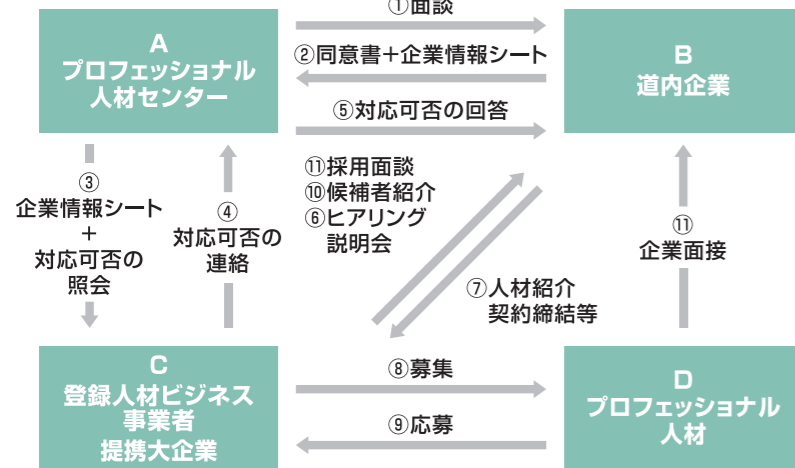 ①面談
A
プロフェッショナル
人材センター
②同意書+企業情報シート
B
道内企業
⑤対応可否の回答
③
企業情報シート
+
対応可否の
照会
④
対応可否の
連絡
⑪採用面談
⑩候補者紹介
⑥ヒアリング
説明会
⑦人材紹介
契約締結等
⑪
企業面接
C
登録人材ビジネス
事業者
提携大企業
⑧募集
⑨応募
D
プロフェッショナル
人材